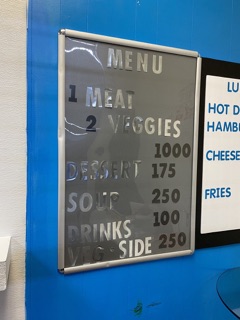 MENU
1 MEAT
2 VEGGIES
1000
DESSERT 175
SOUP 250
DRINKS 100
VEG SIDE 250
LU
HOT D
HAMB
CHEESE
FRIES